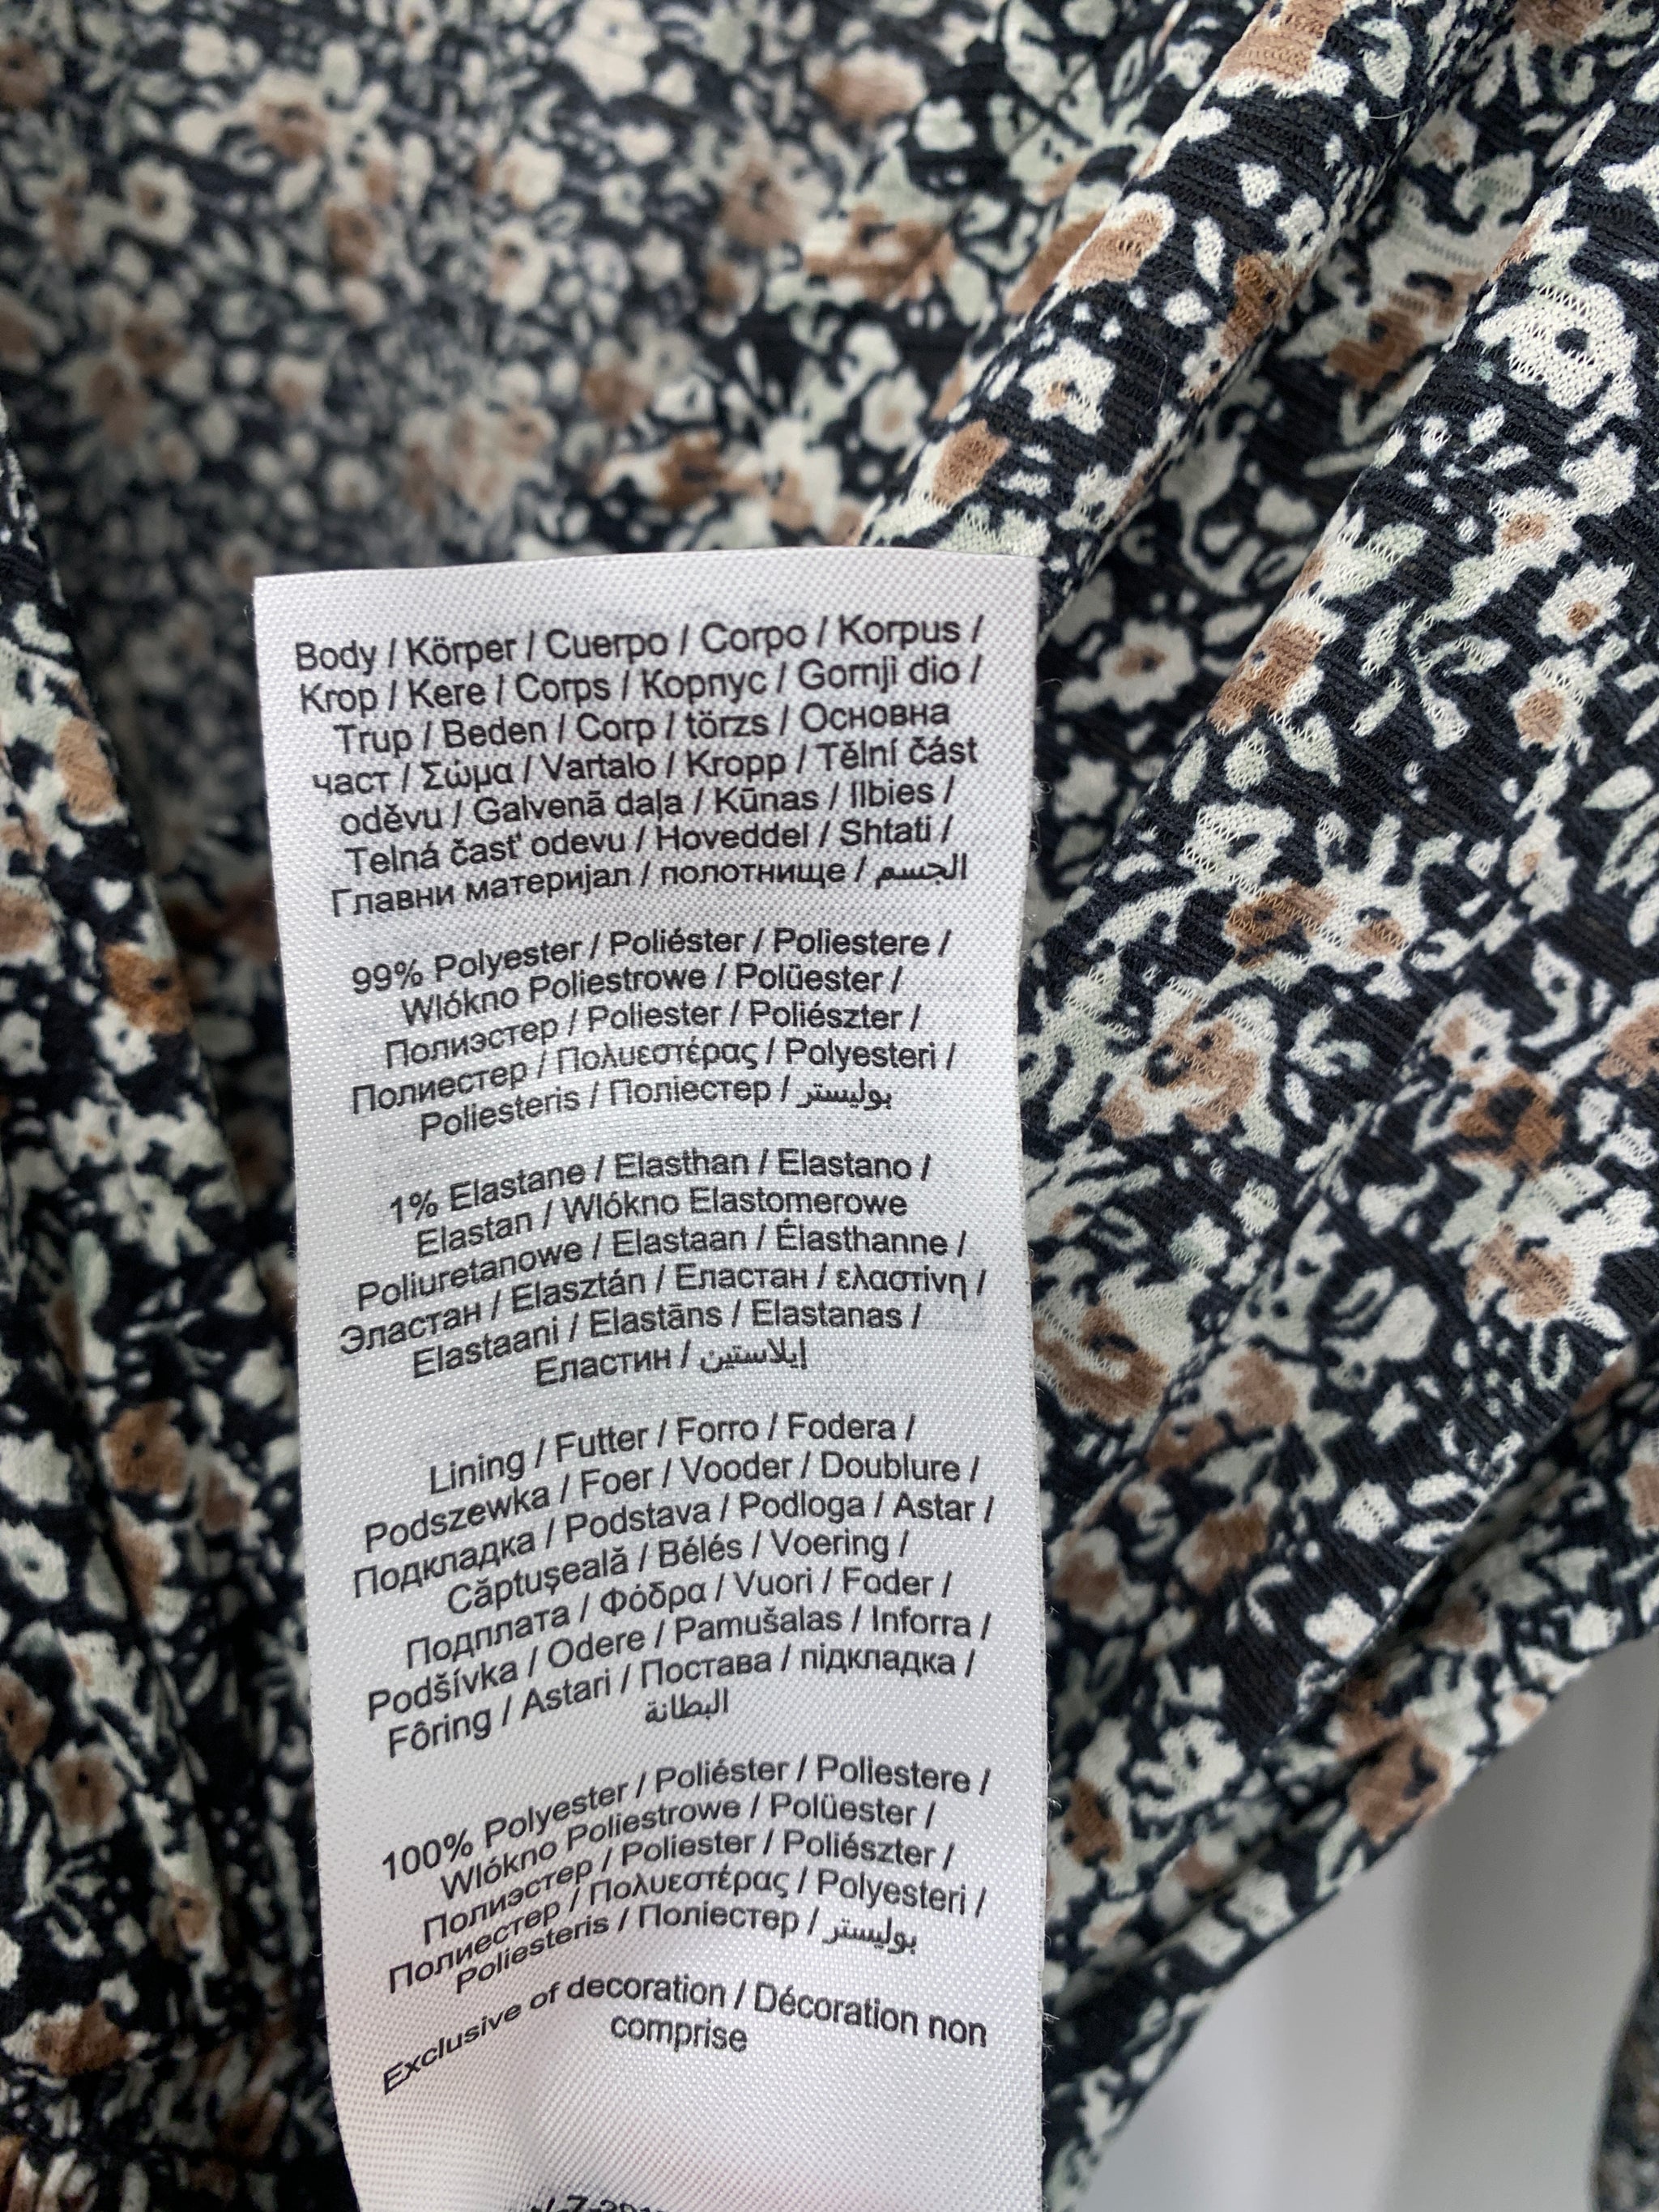 Body / Körper / Cuerpo / Corpo / Korpus /
Krop / Kere / Corps / Корпус / Gornji dio /
Trup / Beden / Corp / törzs / Основна
част / Σώμα / Vartalo / Kropp / Tělní část
oděvu / Galvenā daļa / Kūnas / Ilbies /
Telná čast' odevu / Hoveddel / Shtati /
Главни материјал / полотнище / الجسم
99% Polyester / Poliéster / Poliestere /
Wlókno Poliestrowe / Polüester /
Полиэстер / Poliester / Poliészter /
Полиестер / Πολυεστέρας / Polyesteri /
Poliesteris / Поліестер / بوليستر
1% Elastane / Elasthan / Elastano /
Elastan / Wlókno Elastomerowe
Poliuretanowe / Elastaan / Élasthanne /
Эластан / Elasztán / Еластан / ελαστίνη /
Elastaani / Elastāns / Elastanas /
Еластин / إيلاستين
Lining / Futter / Forro / Fodera /
Podszewka / Foer / Vooder / Doublure /
Подкладка / Podstava / Podloga / Astar /
Căptuşeală / Bélés / Voering /
Подплата / Φόδρα / Vuori / Foder /
Podšívka / Odere / Pamušalas / Inforra /
Fôring / Astari / Постава / підкладка /
البطانة
100% Polyester / Poliéster / Poliestere /
Wlókno Poliestrowe / Polüester /
Полиэстер / Poliester / Poliészter /
Полиестер / Πολυεστέρας / Polyesteri /
Poliesteris / Поліестер / بوليستر
Exclusive of decoration / Décoration non
comprise